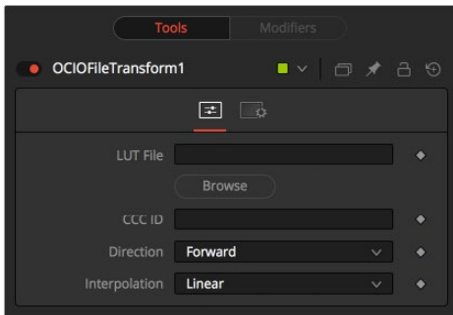 Tools Modifiers
OCIOFileTransform1
LUT File
Browse
CCC ID
Direction Forward
Interpolation Linear